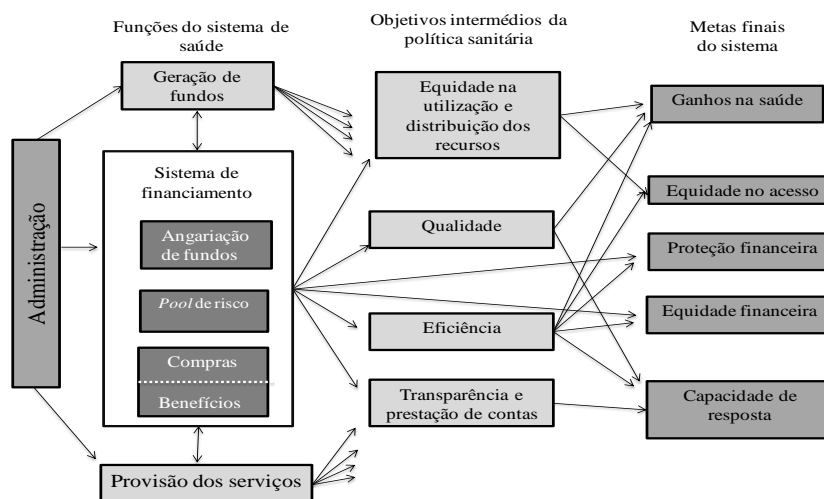 Funções do sistema de
saúde
Objetivos intermédios da
política sanitária
Metas finais
do sistema
Administração
Geração de
fundos
Sistema de
financiamento
Angariação
de fundos
Pool de risco
Compras
Benefícios
Provisão dos serviços
Equidade na
utilização e
distribuição dos
recursos
Qualidade
Eficiência
Transparência e
prestação de contas
Ganhos na saúde
Equidade no acesso
Proteção financeira
Equidade financeira
Capacidade de
resposta